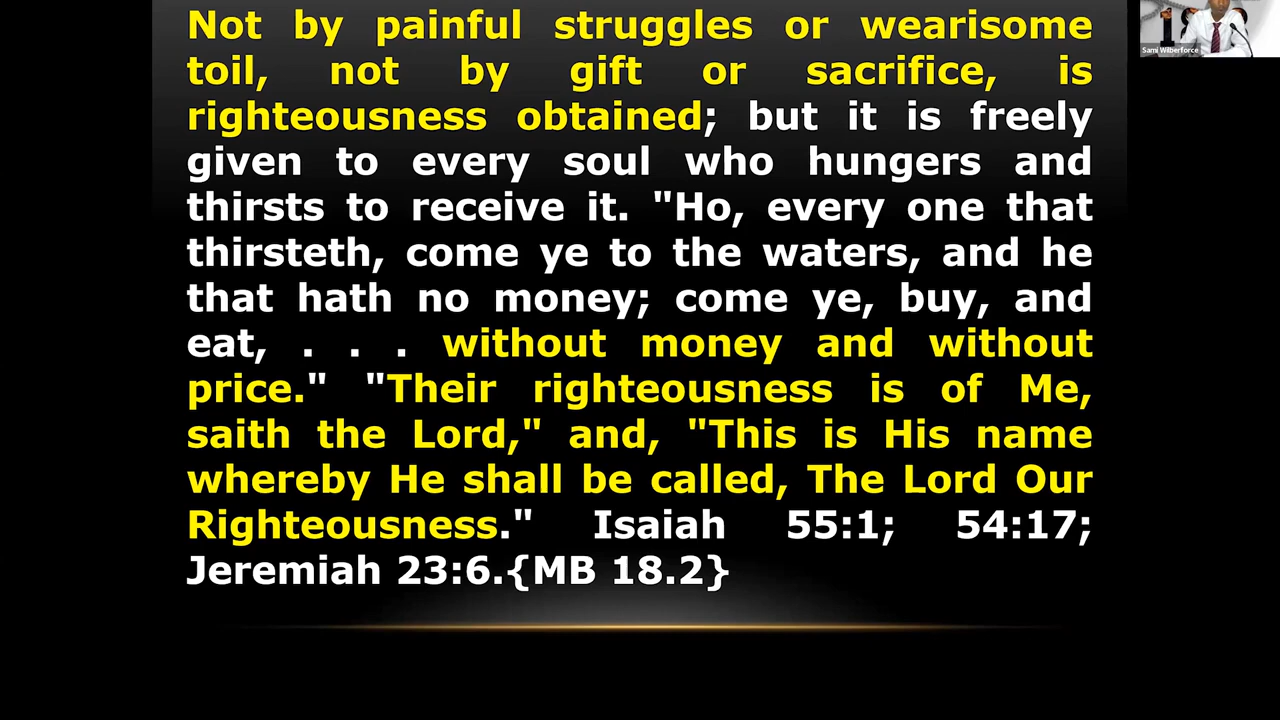 Not by painful struggles or wearisome
toil, not by gift or sacrifice, is
righteousness obtained; but it is freely
given to every soul who hungers and
thirsts to receive it. "Ho, every one that
thirsteth, come ye to the waters, and he
that hath no money; come ye, buy, and
eat, . . . without money and without
price." "Their righteousness is of Me,
saith the Lord," and, "This is His name
whereby He shall be called, The Lord Our
Righteousness." Isaiah 55:1; 54:17;
Jeremiah 23:6.{MB 18.2}
Sami Wilberforce